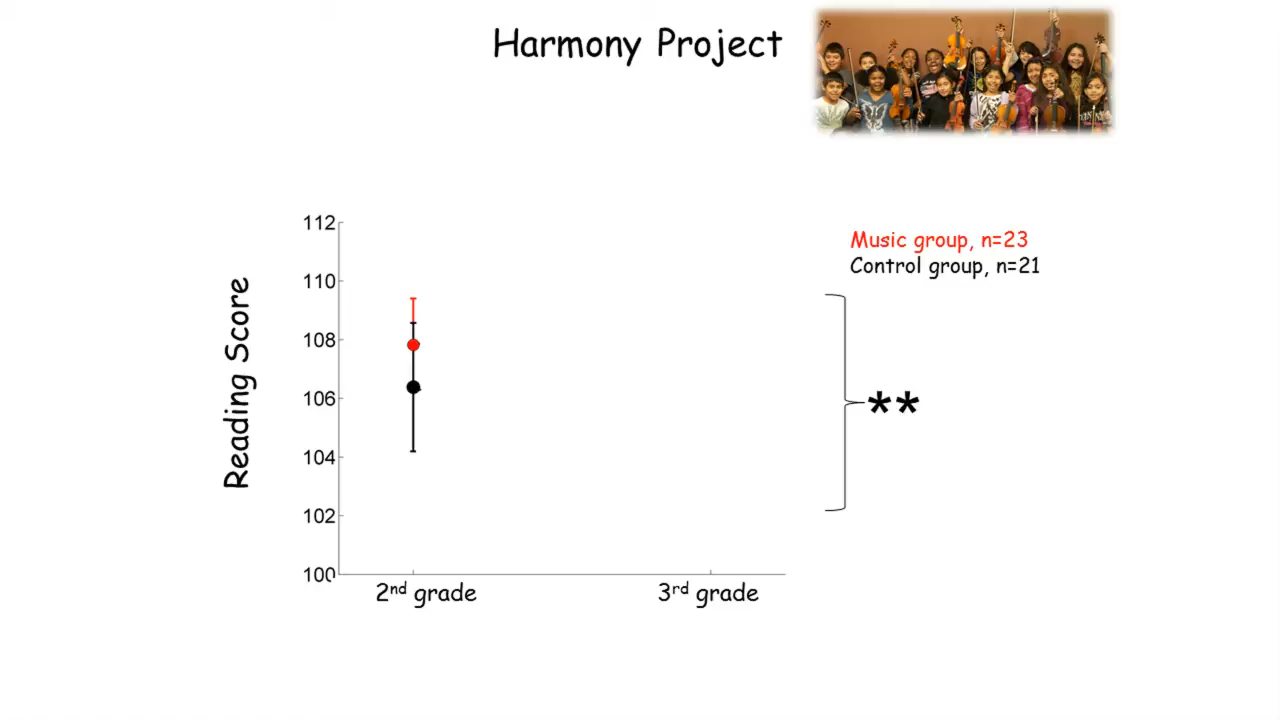 Harmony Project
Music group, n=23
Control group, n=21
Reading Score
112
110
108
106
104
102
100
**
2nd grade
3rd grade